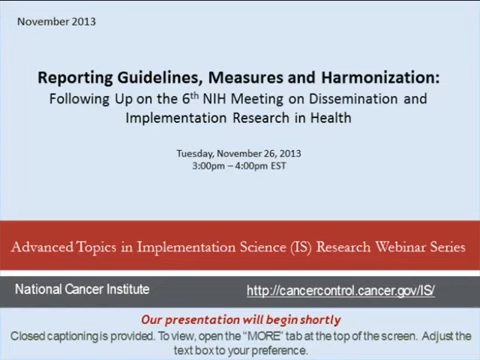 November 2013
Reporting Guidelines, Measures and Harmonization:
Following Up on the 6th NIH Meeting on Dissemination and
Implementation Research in Health
Tuesday, November 26, 2013
3:00pm – 4:00pm EST
Advanced Topics in Implementation Science (IS) Research Webinar Series
National Cancer Institute
http://cancercontrol.cancer.gov/IS/
Our presentation will begin shortly
Closed captioning is provided. To view, open the "MORE" tab at the top of the screen. Adjust the
text box to your preference.